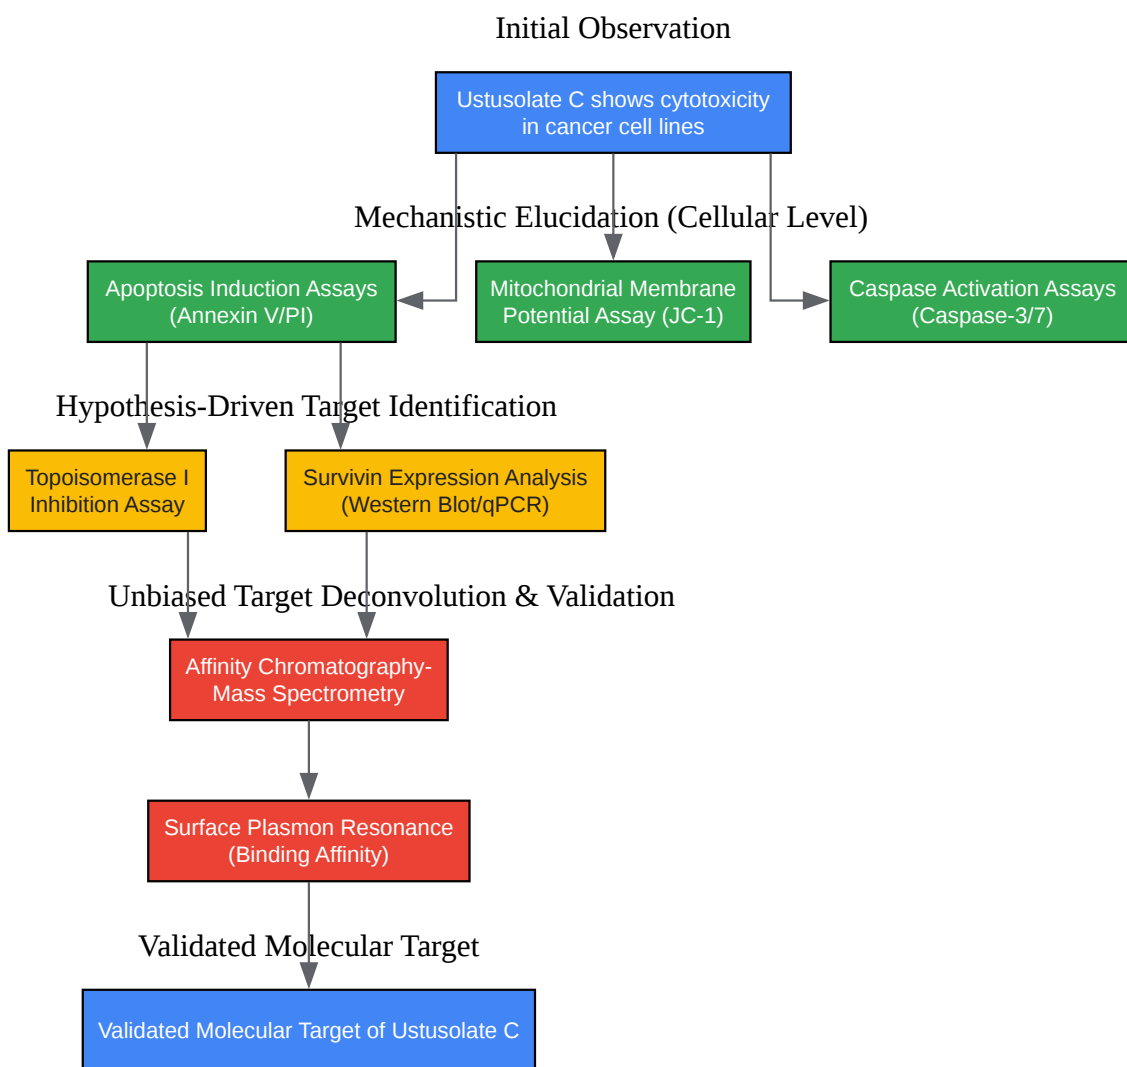 Initial Observation
Ustusolate C shows cytotoxicity
in cancer cell lines
Mechanistic Elucidation (Cellular Level)
Apoptosis Induction Assays
(Annexin V/PI)
Mitochondrial Membrane
Potential Assay (JC-1)
Caspase Activation Assays
(Caspase-3/7)
Hypothesis-Driven Target Identification
Topoisomerase I
Inhibition Assay
Survivin Expression Analysis
(Western Blot/qPCR)
Unbiased Target Deconvolution & Validation
Affinity Chromatography-
Mass Spectrometry
Surface Plasmon Resonance
(Binding Affinity)
Validated Molecular Target
Validated Molecular Target of Ustusolate C